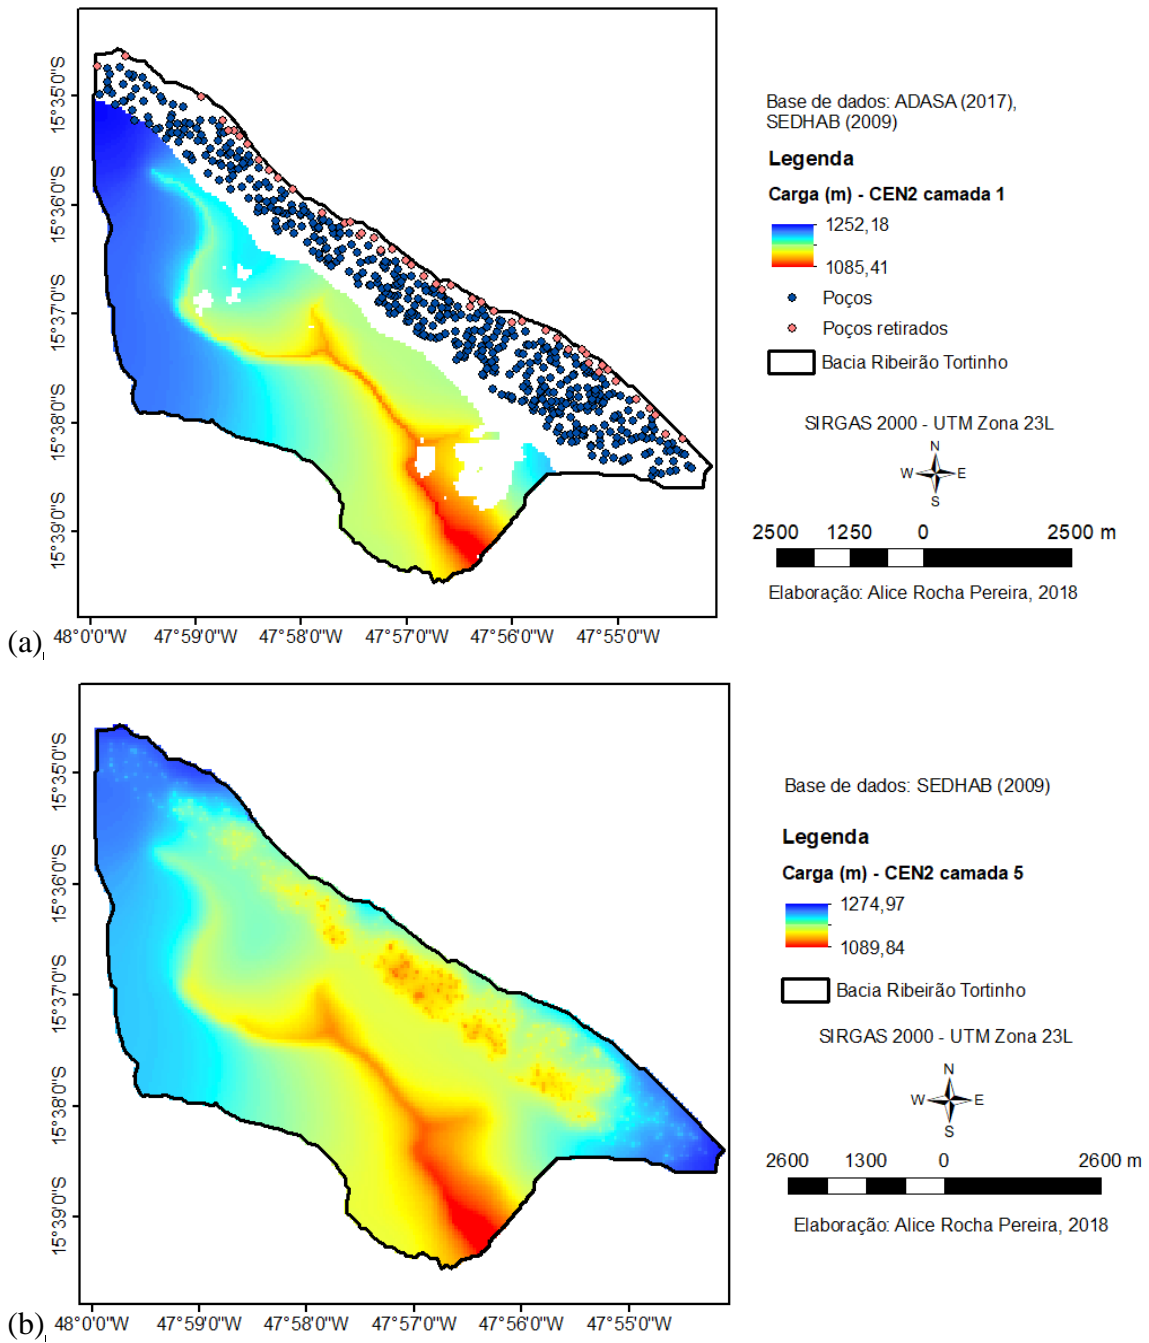 Base de dados: ADASA (2017),
SEDHAB (2009)
Legenda
Carga (m) - CEN2 camada 1
1252,18
1085,41
Poços
Poços retirados
Bacia Ribeirão Tortinho
SIRGAS 2000 - UTM Zona 23L
N
W E
S
2500 1250 0 2500 m
Elaboração: Alice Rocha Pereira, 2018
15°35'0"S
15°36'0"S
15°37'0"S
15°38'0"S
15°39'0"S
(a)
48°0'0"W 47°59'0"W 47°58'0"W 47°57'0"W 47°56'0"W 47°55'0"W
Base de dados: SEDHAB (2009)
Legenda
Carga (m) - CEN2 camada 5
1274,97
1089,84
Bacia Ribeirão Tortinho
SIRGAS 2000 - UTM Zona 23L
N
W E
S
2600 1300 0 2600 m
Elaboração: Alice Rocha Pereira, 2018
15°35'0"S
15°36'0"S
15°37'0"S
15°38'0"S
15°39'0"S
(b)
48°0'0"W 47°59'0"W 47°58'0"W 47°57'0"W 47°56'0"W 47°55'0"W